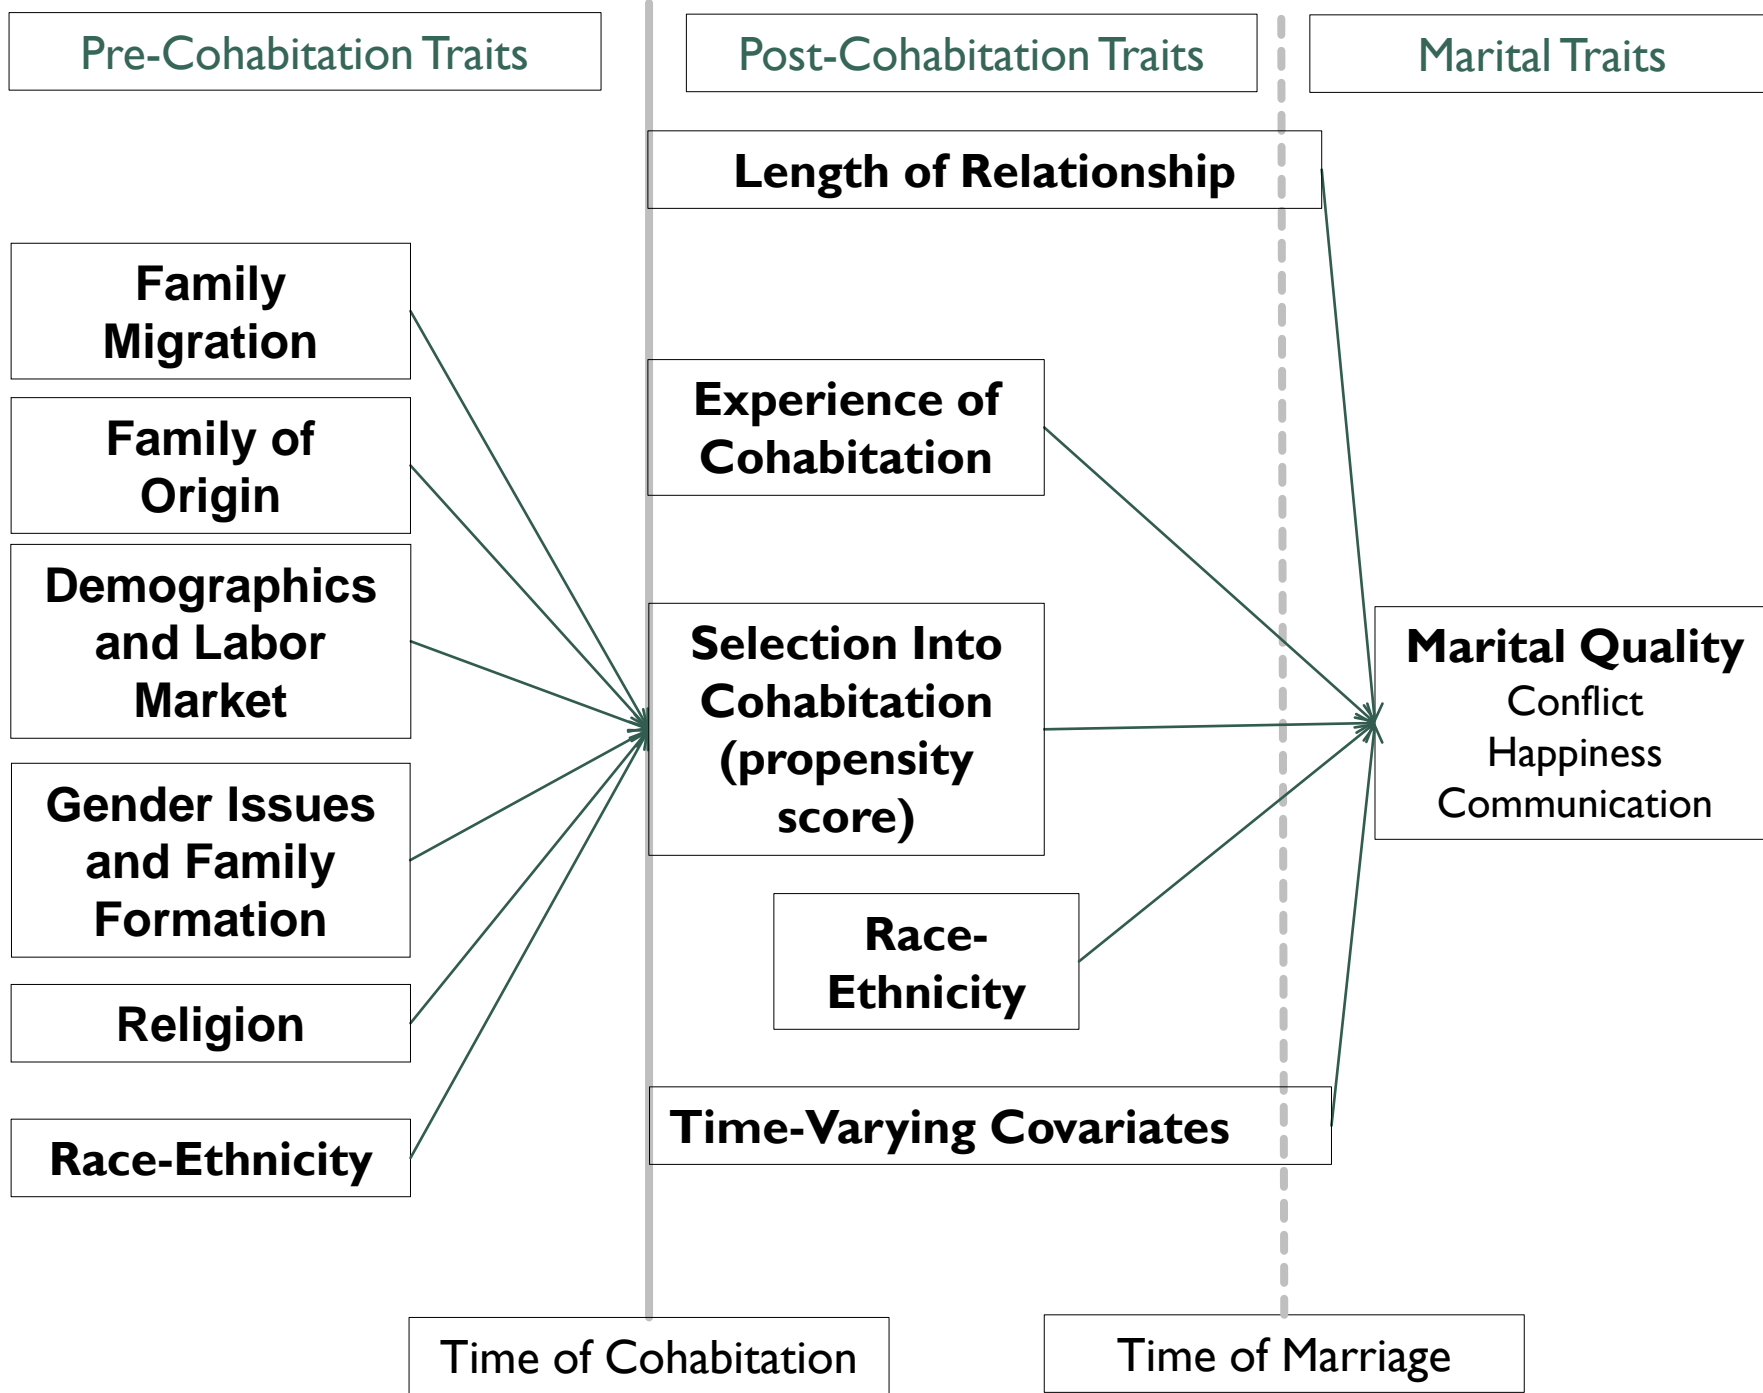 Pre-Cohabitation Traits
Post-Cohabitation Traits
Marital Traits
Length of Relationship
Family
Migration
Family of
Origin
Demographics
and Labor
Market
Gender Issues
and Family
Formation
Religion
Race-Ethnicity
Experience of
Cohabitation
Selection Into
Cohabitation
(propensity
score)
Race-
Ethnicity
Time-Varying Covariates
Marital Quality
Conflict
Happiness
Communication
Time of Cohabitation
Time of Marriage